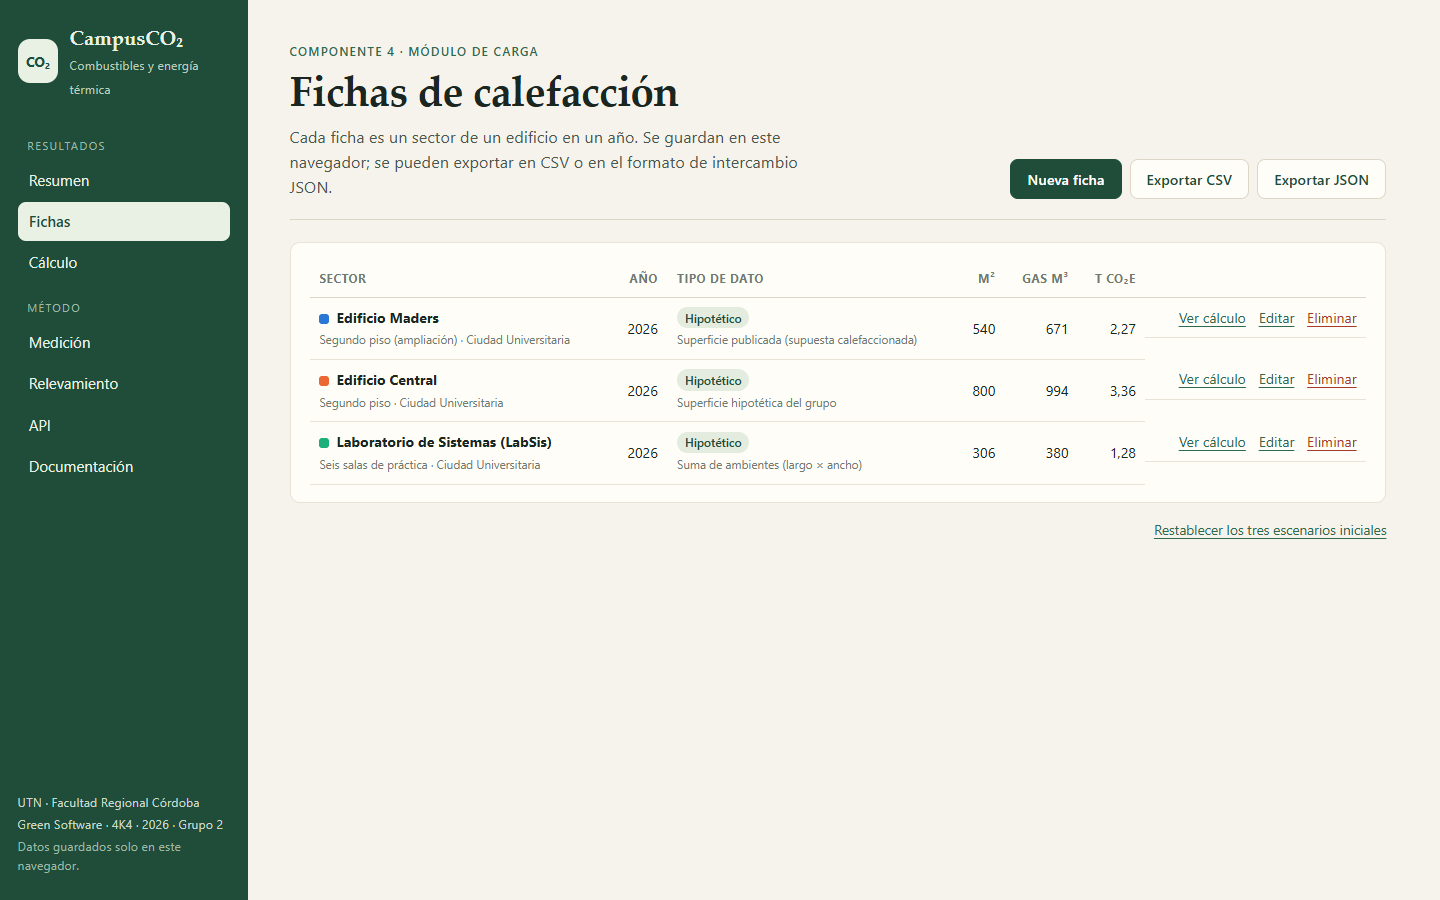 CO₂
CampusCO₂
Combustibles y energía
térmica
RESULTADOS
Resumen
Fichas
Cálculo
MÉTODO
Medición
Relevamiento
API
Documentación
UTN · Facultad Regional Córdoba
Green Software · 4K4 · 2026 · Grupo 2
Datos guardados solo en este
navegador.
COMPONENTE 4 · MÓDULO DE CARGA
Fichas de calefacción
Cada ficha es un sector de un edificio en un año. Se guardan en este
navegador; se pueden exportar en CSV o en el formato de intercambio
JSON.
Nueva ficha Exportar CSV Exportar JSON
SECTOR AÑO TIPO DE DATO M² GAS M³ T CO₂E
Edificio Maders Hipotético Ver cálculo Editar Eliminar
2026 540 671 2,27
Segundo piso (ampliación) · Ciudad Universitaria Superficie publicada (supuesta calefaccionada)
Edificio Central Hipotético Ver cálculo Editar Eliminar
2026 800 994 3,36
Segundo piso · Ciudad Universitaria Superficie hipotética del grupo
Laboratorio de Sistemas (LabSis) Hipotético Ver cálculo Editar Eliminar
2026 306 380 1,28
Seis salas de práctica · Ciudad Universitaria Suma de ambientes (largo × ancho)
Restablecer los tres escenarios iniciales